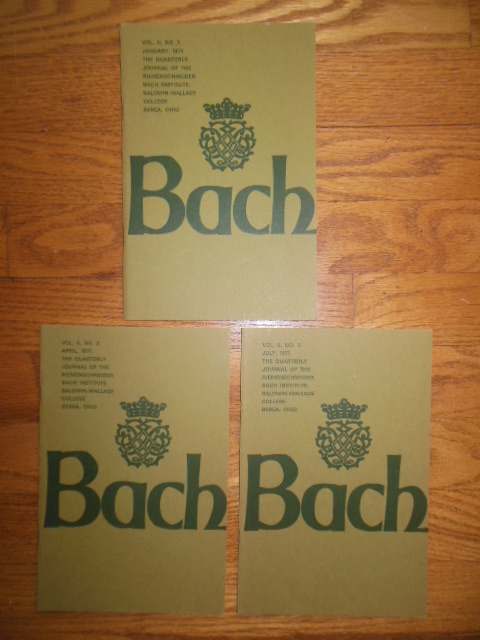 VOL. II, NO. 1
JANUARY, 1971
THE QUARTERLY
JOURNAL OF THE
RIEMENSCHNEIDER
BACH INSTITUTE,
BALDWIN-WALLACE
COLLEGE
BEREA, OHIO
Bach
VOL. II, NO. 2
APRIL, 1971
THE QUARTERLY
JOURNAL OF THE
RIEMENSCHNEIDER
BACH INSTITUTE,
BALDWIN-WALLACE
COLLEGE
BEREA, OHIO
Bach
VOL. II, NO. 3
JULY, 1971
THE QUARTERLY
JOURNAL OF THE
RIEMENSCHNEIDER
BACH INSTITUTE,
BALDWIN-WALLACE
COLLEGE
BEREA, OHIO
Bach